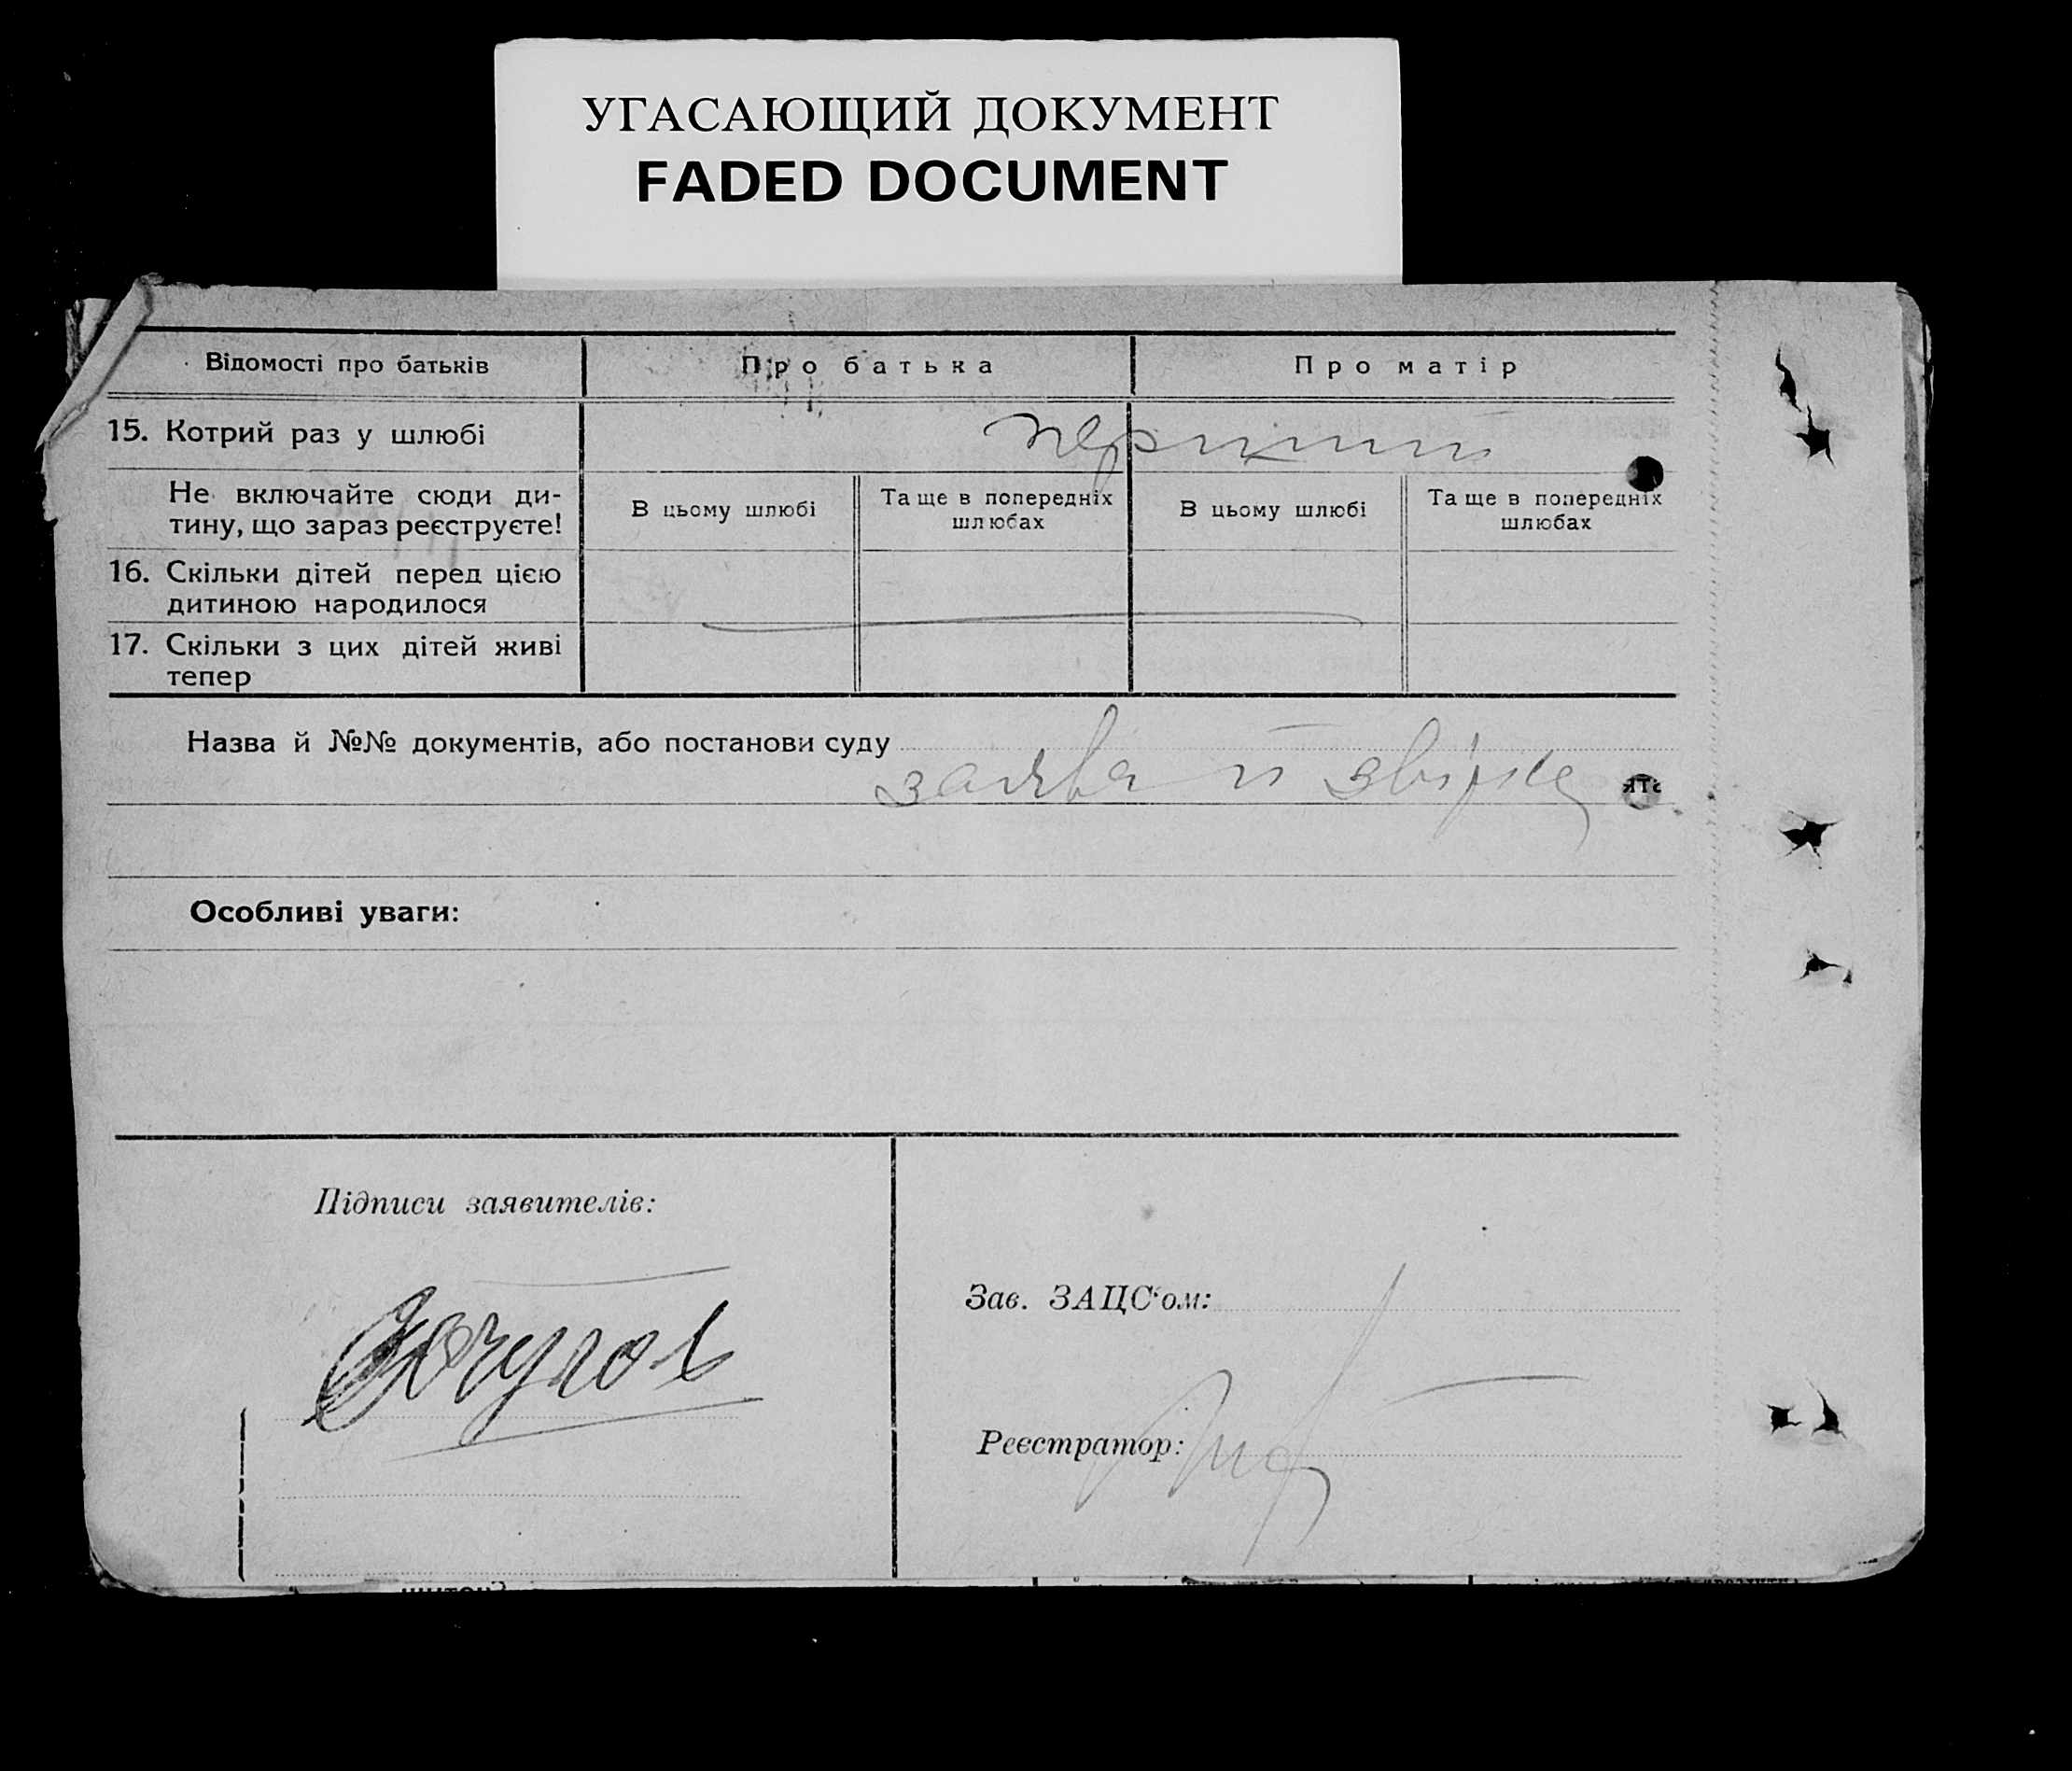 УГАСАЮЩИЙ ДОКУМЕНТ
FADED DOCUMENT
Відомості про батьків
Про батька
Про матір
15. Котрий раз у шлюбі
перший
Не включайте сюди ди-
тину, що зараз реєструєте!
В цьому шлюбі
Та ще в попередніх
шлюбах
В цьому шлюбі
Та ще в попередніх
шлюбах
16. Скільки дітей перед цією
дитиною народилося
17. Скільки з цих дітей живі
тепер
Назва й №№ документів, або постанови суду
заява й звірка
Особливі уваги:
Підписи заявителів:
Зав. ЗАЦС'ом:
Реєстратор: